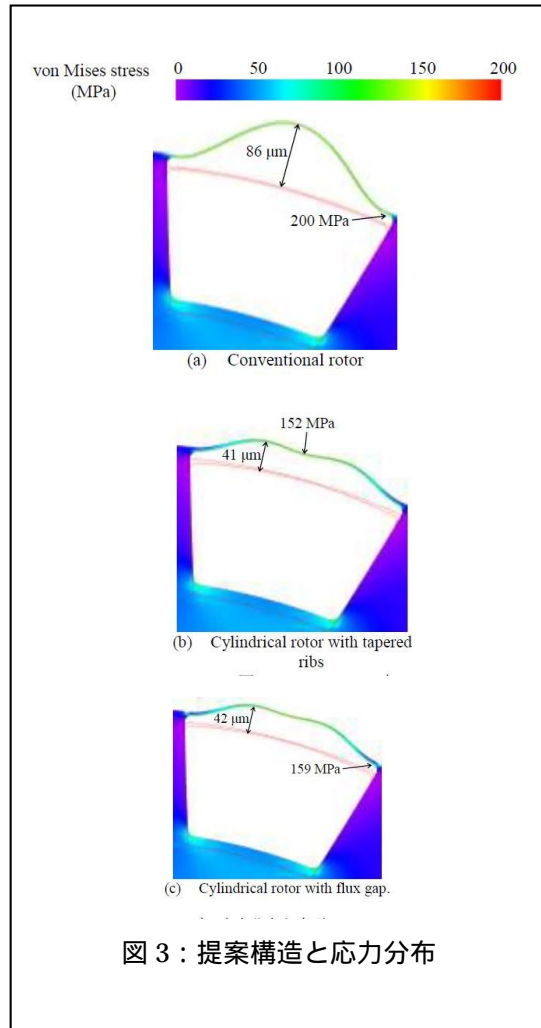 von Mises stress
(MPa)
0 50 100 150 200
86 μm
200 MPa
(a) Conventional rotor
152 MPa
41 μm
(b) Cylindrical rotor with tapered
ribs
42 μm
159 MPa
(c) Cylindrical rotor with flux gap.
図 3：提案構造と応力分布